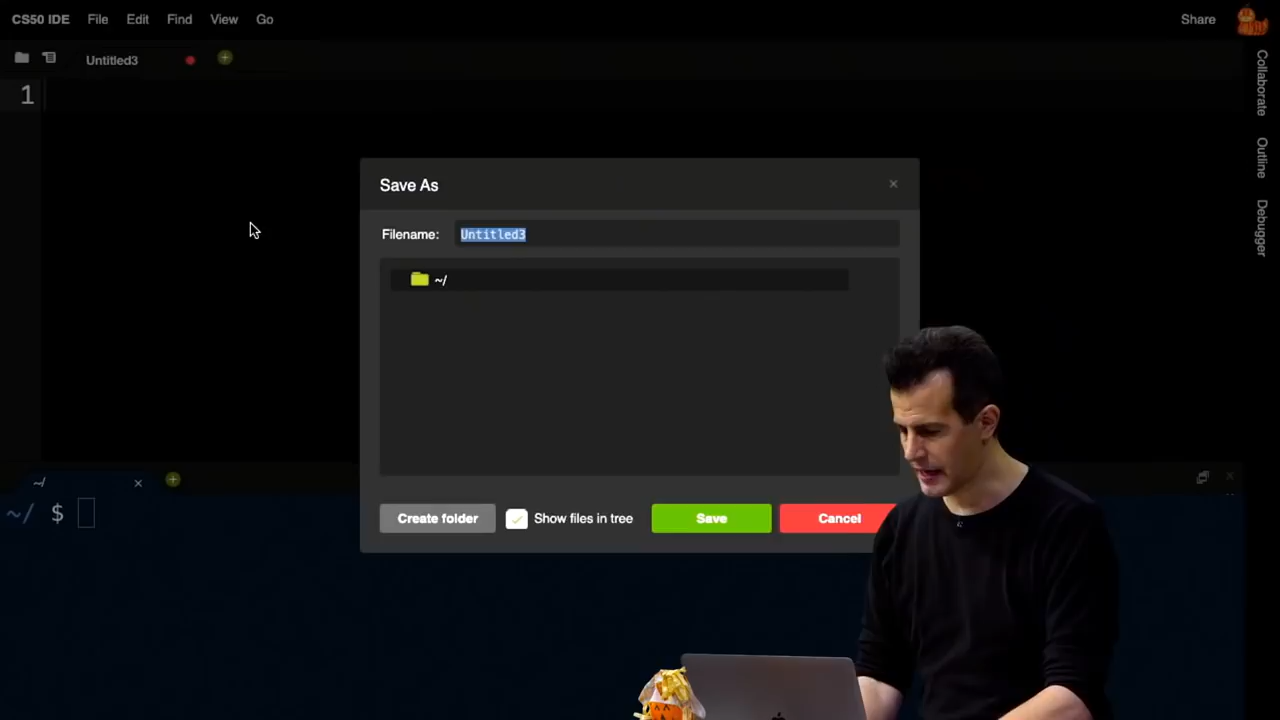 CS50 IDE File Edit Find View Go Share
Untitled3
Collaborate
Outline
Debugger
1
Save As
Filename: Untitled3
~/
Create folder Show files in tree Save Cancel
~/
~/ $